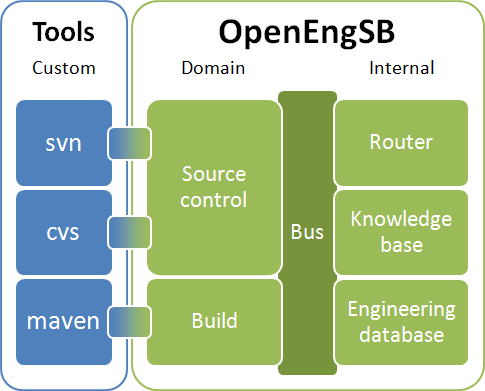 Tools
OpenEngSB
Custom
Domain
Internal
svn
Source
control
Router
cvs
Bus
Knowledge
base
maven
Build
Engineering
database